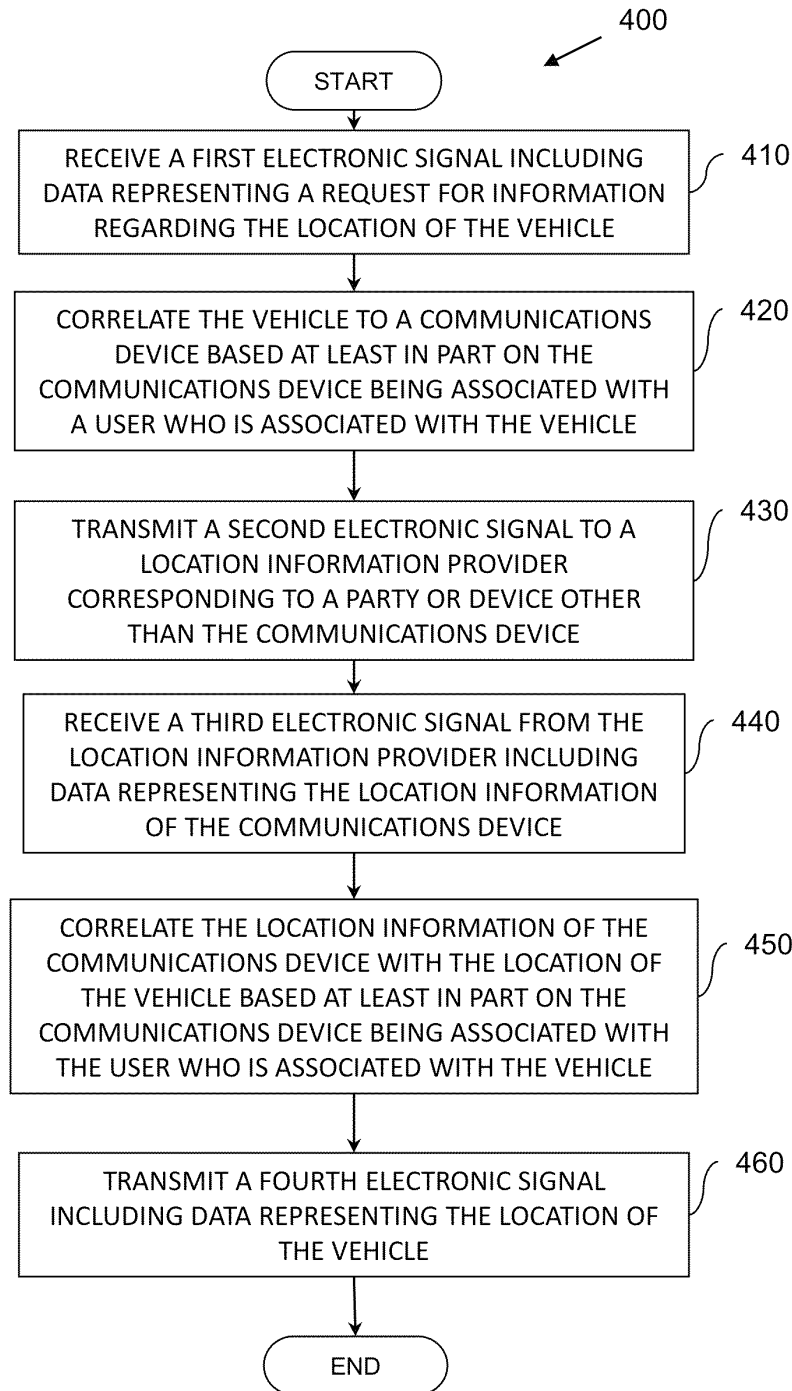 400
START
RECEIVE A FIRST ELECTRONIC SIGNAL INCLUDING
DATA REPRESENTING A REQUEST FOR INFORMATION
REGARDING THE LOCATION OF THE VEHICLE
410
CORRELATE THE VEHICLE TO A COMMUNICATIONS
DEVICE BASED AT LEAST IN PART ON THE
COMMUNICATIONS DEVICE BEING ASSOCIATED WITH
A USER WHO IS ASSOCIATED WITH THE VEHICLE
420
TRANSMIT A SECOND ELECTRONIC SIGNAL TO A
LOCATION INFORMATION PROVIDER
CORRESPONDING TO A PARTY OR DEVICE OTHER
THAN THE COMMUNICATIONS DEVICE
430
RECEIVE A THIRD ELECTRONIC SIGNAL FROM THE
LOCATION INFORMATION PROVIDER INCLUDING
DATA REPRESENTING THE LOCATION INFORMATION
OF THE COMMUNICATIONS DEVICE
440
CORRELATE THE LOCATION INFORMATION OF THE
COMMUNICATIONS DEVICE WITH THE LOCATION OF
THE VEHICLE BASED AT LEAST IN PART ON THE
COMMUNICATIONS DEVICE BEING ASSOCIATED WITH
THE USER WHO IS ASSOCIATED WITH THE VEHICLE
450
TRANSMIT A FOURTH ELECTRONIC SIGNAL
INCLUDING DATA REPRESENTING THE LOCATION OF
THE VEHICLE
460
END